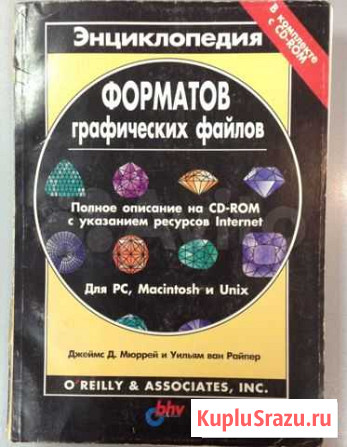 Энциклопедия
В комплекте
с CD-ROM
ФОРМАТОВ
графических файлов
Полное описание на CD-ROM
с указанием ресурсов Internet
Для PC, Macintosh и Unix
Джеймс Д. Мюррей и Уильям ван Райпер
O'REILLY & ASSOCIATES, INC.
bhv
KupluSrazu.ru